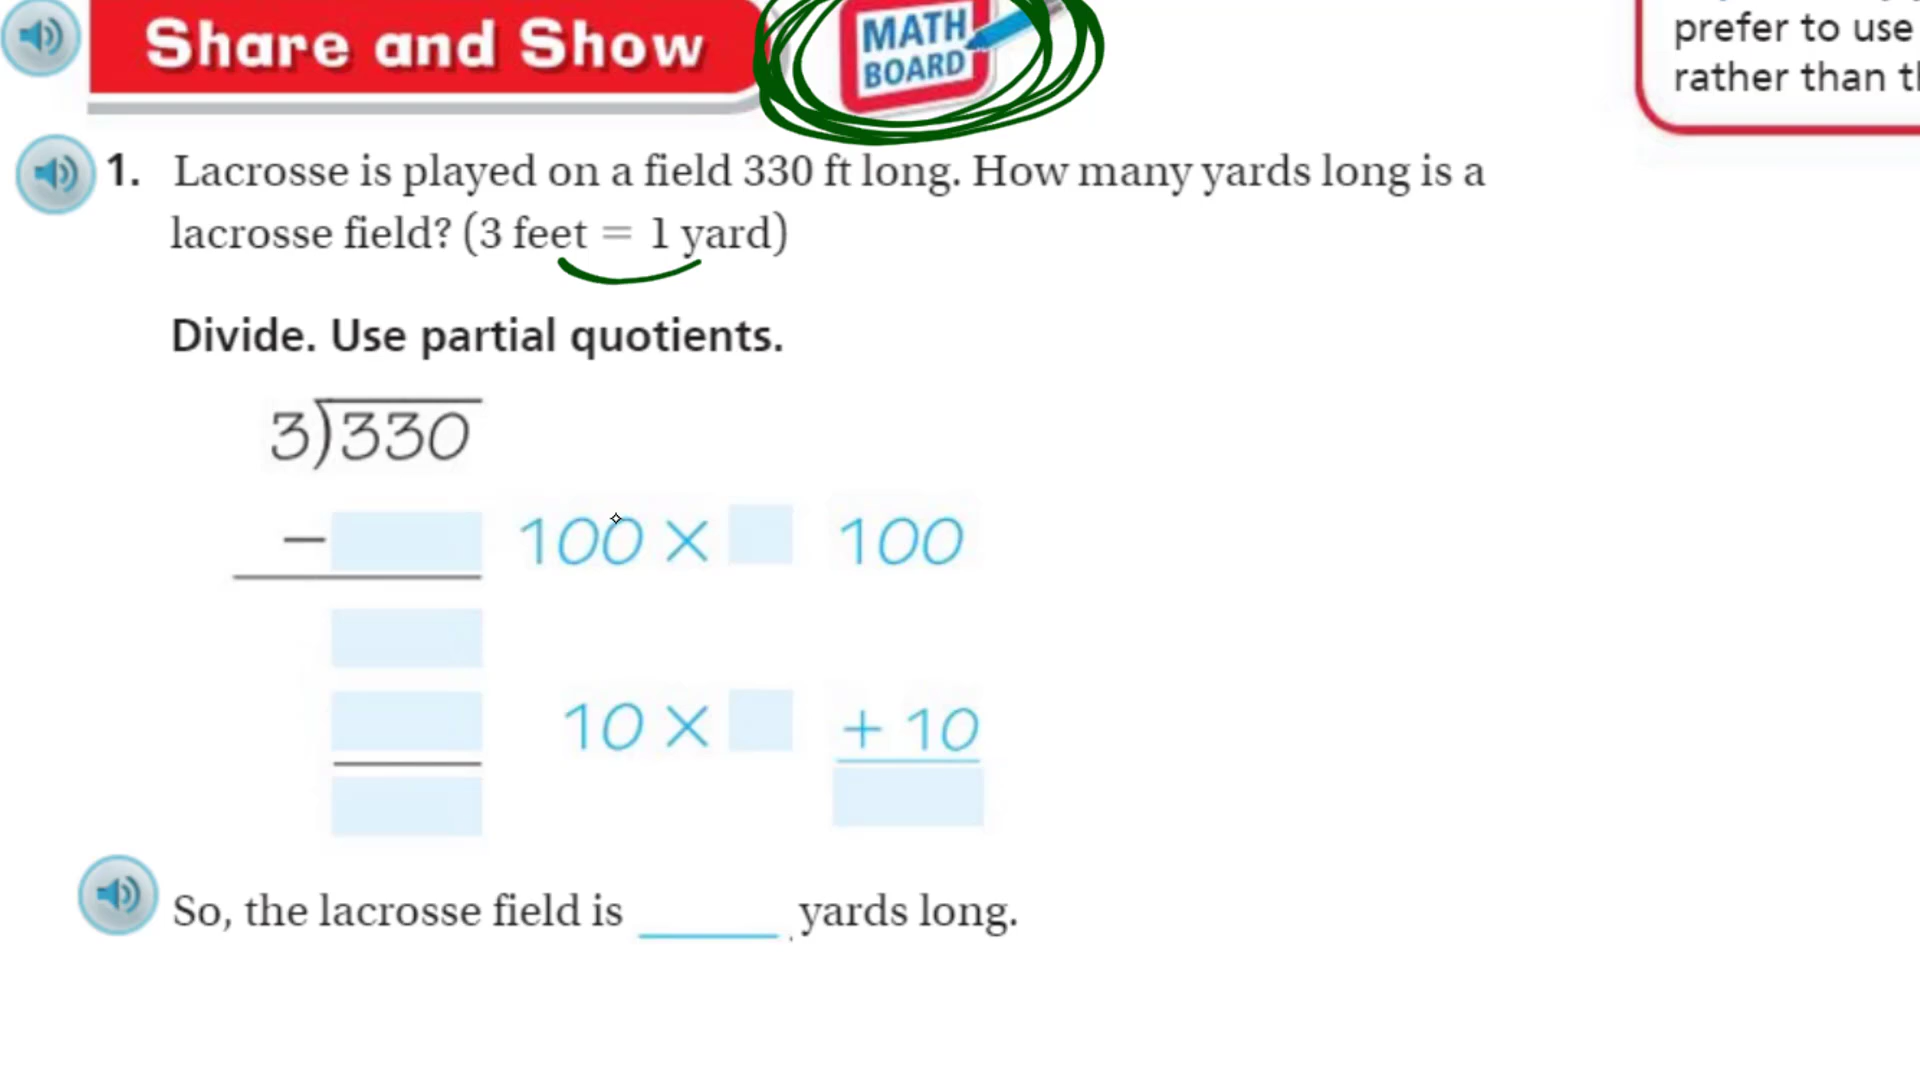 Share and Show
MATH
BOARD
prefer to use
rather than
1. Lacrosse is played on a field 330 ft long. How many yards long is a
lacrosse field? (3 feet = 1 yard)
Divide. Use partial quotients.
3)330
− 100 × 100
10 × + 10
So, the lacrosse field is ______ yards long.